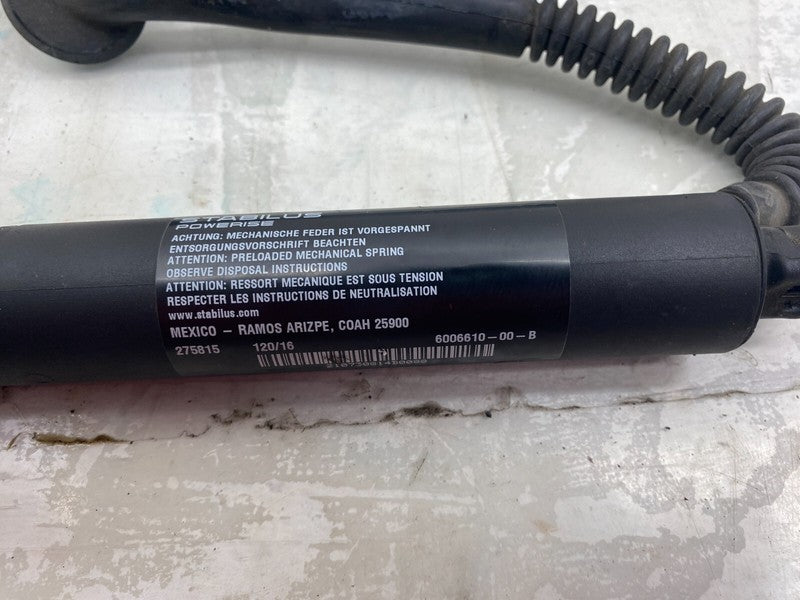 STABILUS
POWERISE
ACHTUNG: MECHANISCHE FEDER IST VORGESPANNT
ENTSORGUNGSVORSCHRIFT BEACHTEN
ATTENTION: PRELOADED MECHANICAL SPRING
OBSERVE DISPOSAL INSTRUCTIONS
ATTENTION: RESSORT MECANIQUE EST SOUS TENSION
RESPECTER LES INSTRUCTIONS DE NEUTRALISATION
www.stabilus.com
MEXICO - RAMOS ARIZPE, COAH 25900
275815 120/16 6006610-00-B